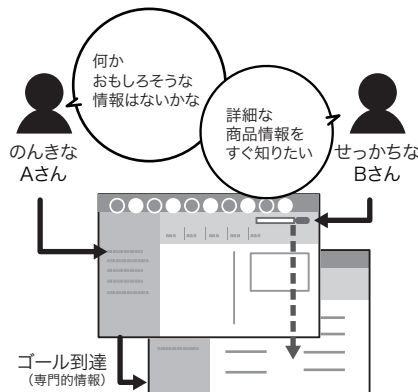 何か
おもしろそうな
情報はないかな
詳細な
商品情報を
すぐ知りたい
のんきな
Aさん
せっかちな
Bさん
ゴール到達
（専門的情報）